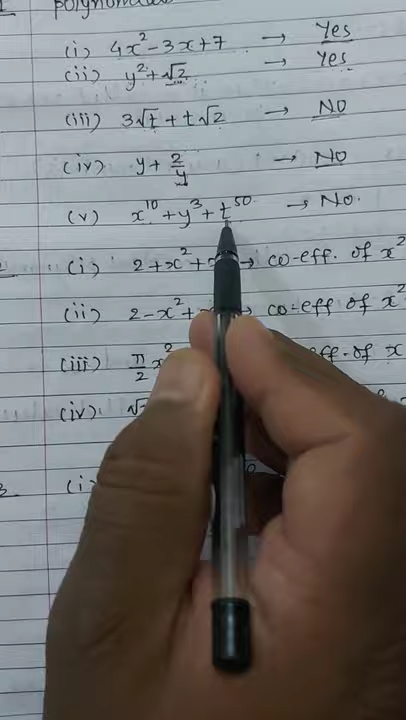 1 polynomials
(i) 4x² - 3x + 7 → Yes
(ii) y² + √2 → Yes
(iii) 3√t + t√2 → NO
(iv) y + 2/y → NO
(v) x¹⁰ + y³ + t⁵⁰ → No.
(i) 2 + x² + → co-eff. of x²
(ii) 2 - x² + → co-eff of x²
(iii) π/2 x² eff. of x
(iv) √
3 (i)